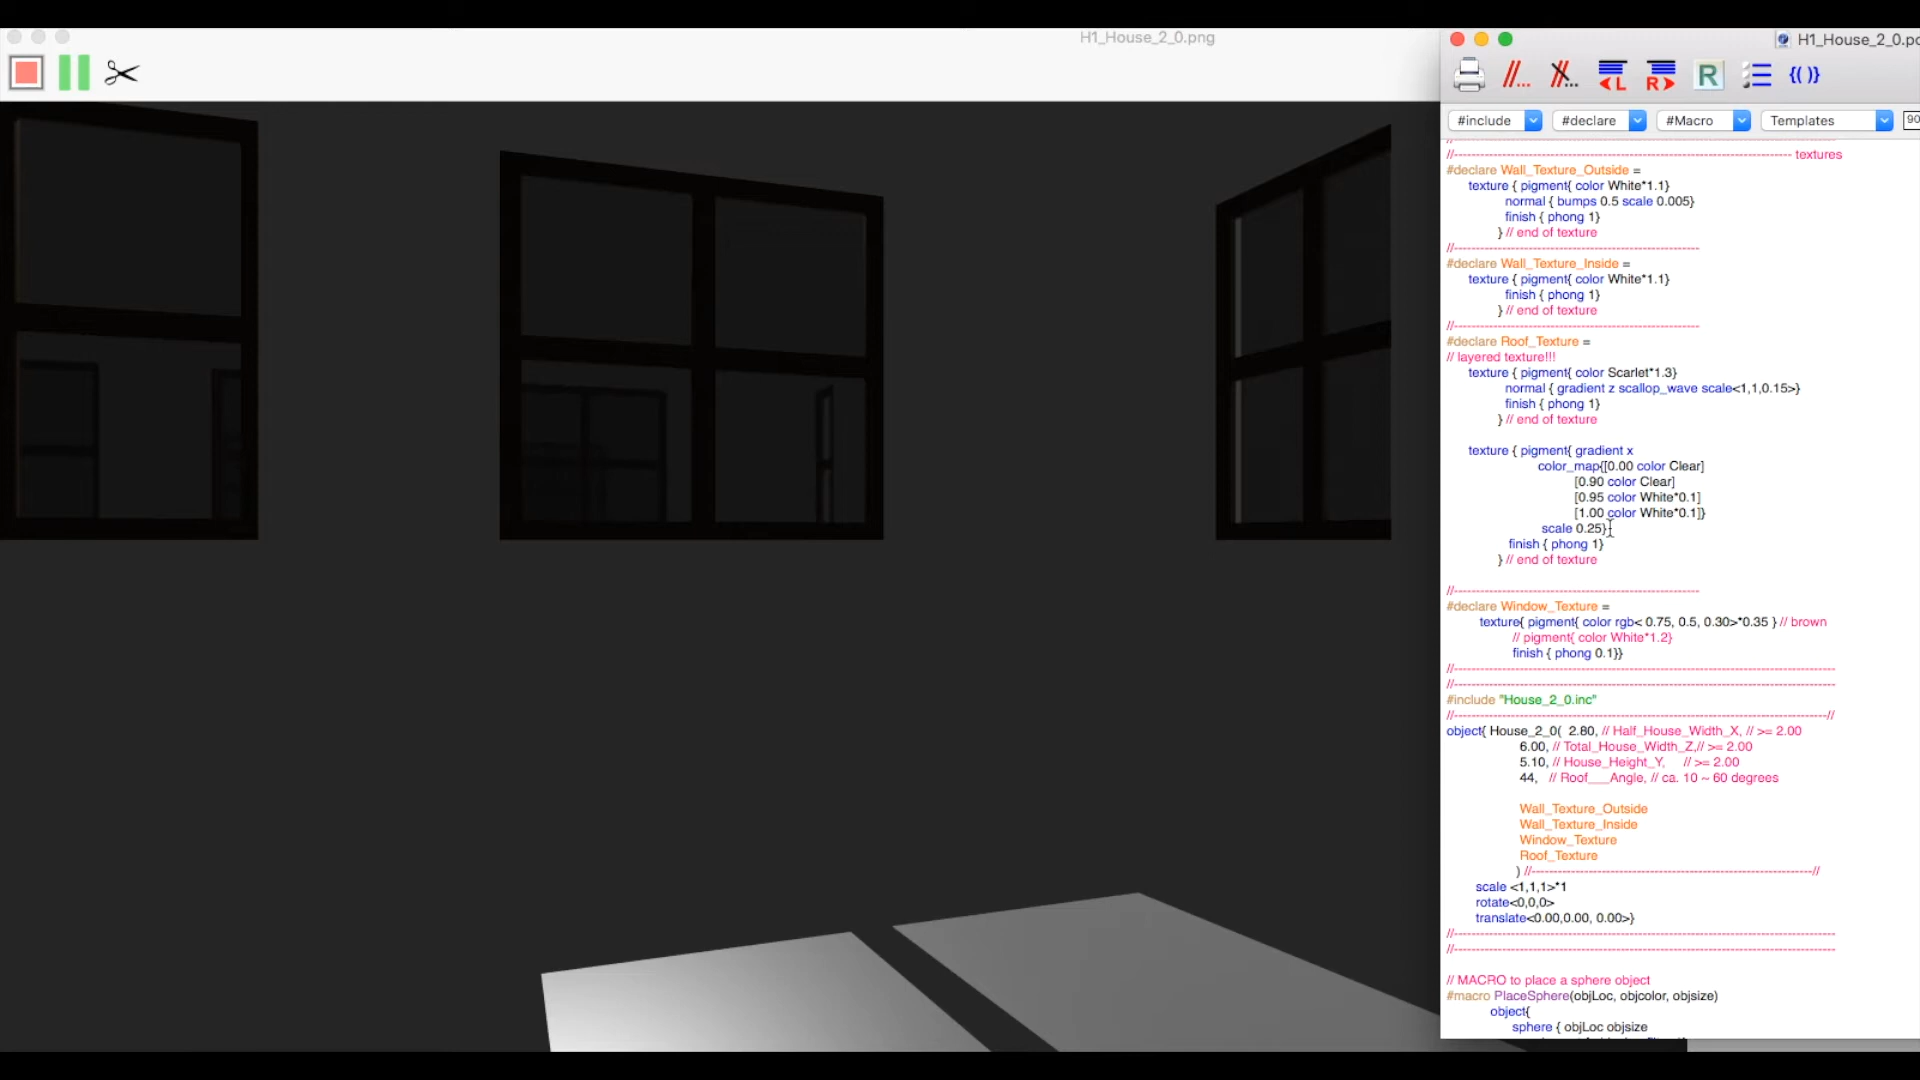 H1_House_2_0.png
H1_House_2_0.po
//... //... L R R {()}
#include #declare #Macro Templates 90
//------------------------------------------------------------------------------ textures
#declare Wall_Texture_Outside =
texture { pigment{ color White*1.1}
normal { bumps 0.5 scale 0.005}
finish { phong 1}
} // end of texture
//---------------------------------------------------------
#declare Wall_Texture_Inside =
texture { pigment{ color White*1.1}
finish { phong 1}
} // end of texture
//---------------------------------------------------------
#declare Roof_Texture =
// layered texture!!!
texture { pigment{ color Scarlet*1.3}
normal { gradient z scallop_wave scale<1,1,0.15>}
finish { phong 1}
} // end of texture
texture { pigment{ gradient x
color_map{[0.00 color Clear]
[0.90 color Clear]
[0.95 color White*0.1]
[1.00 color White*0.1]}
scale 0.25}
finish { phong 1}
} // end of texture
//---------------------------------------------------------
#declare Window_Texture =
texture{ pigment{ color rgb< 0.75, 0.5, 0.30>*0.35 } // brown
// pigment{ color White*1.2}
finish { phong 0.1}}
//----------------------------------------------------------------------------------------
//----------------------------------------------------------------------------------------
#include "House_2_0.inc"
//--------------------------------------------------------------------------------------//
object{ House_2_0( 2.80, // Half_House_Width_X, // >= 2.00
6.00, // Total_House_Width_Z,// >= 2.00
5.10, // House_Height_Y, // >= 2.00
44, // Roof___Angle, // ca. 10 ~ 60 degrees
Wall_Texture_Outside
Wall_Texture_Inside
Window_Texture
Roof_Texture
) //------------------------------------------------------------------//
scale <1,1,1>*1
rotate<0,0,0>
translate<0.00,0.00, 0.00>}
//----------------------------------------------------------------------------------------
//----------------------------------------------------------------------------------------
// MACRO to place a sphere object
#macro PlaceSphere(objLoc, objcolor, objsize)
object{
sphere { objLoc objsize